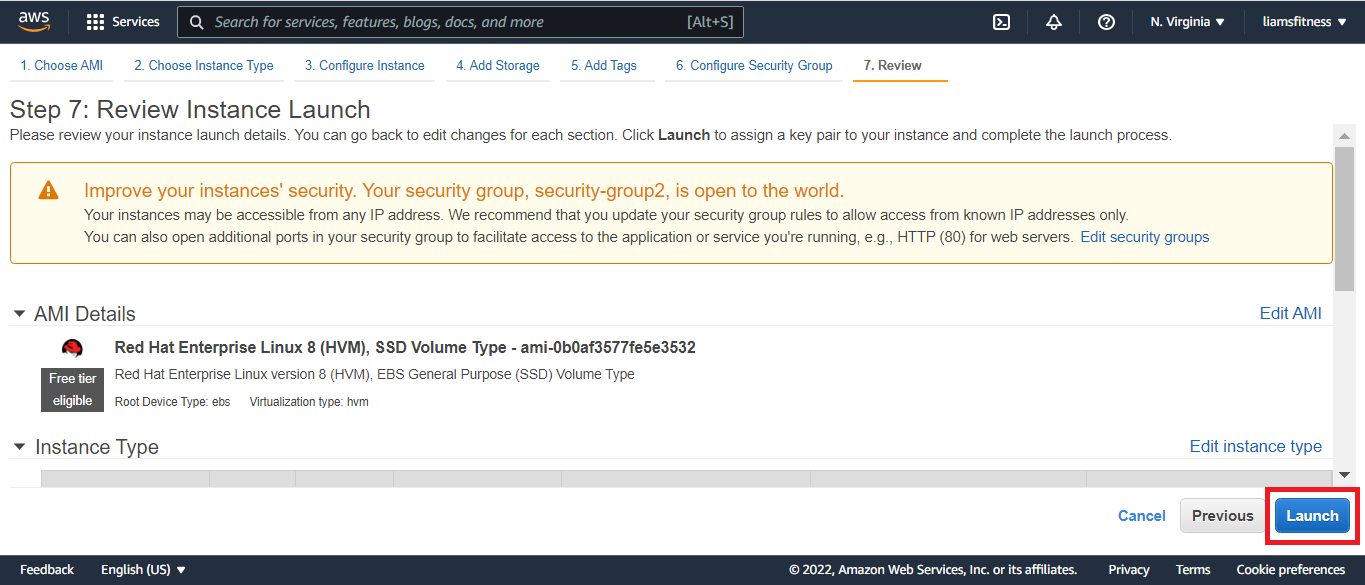 aws Services Search for services, features, blogs, docs, and more [Alt+S] N. Virginia liamsfitness
1. Choose AMI 2. Choose Instance Type 3. Configure Instance 4. Add Storage 5. Add Tags 6. Configure Security Group 7. Review
Step 7: Review Instance Launch
Please review your instance launch details. You can go back to edit changes for each section. Click Launch to assign a key pair to your instance and complete the launch process.
Improve your instances' security. Your security group, security-group2, is open to the world.
Your instances may be accessible from any IP address. We recommend that you update your security group rules to allow access from known IP addresses only.
You can also open additional ports in your security group to facilitate access to the application or service you're running, e.g., HTTP (80) for web servers. Edit security groups
AMI Details Edit AMI
Red Hat Enterprise Linux 8 (HVM), SSD Volume Type - ami-0b0af3577fe5e3532
Free tier
eligible
Red Hat Enterprise Linux version 8 (HVM), EBS General Purpose (SSD) Volume Type
Root Device Type: ebs Virtualization type: hvm
Instance Type Edit instance type
Cancel Previous Launch
Feedback English (US) © 2022, Amazon Web Services, Inc. or its affiliates. Privacy Terms Cookie preferences